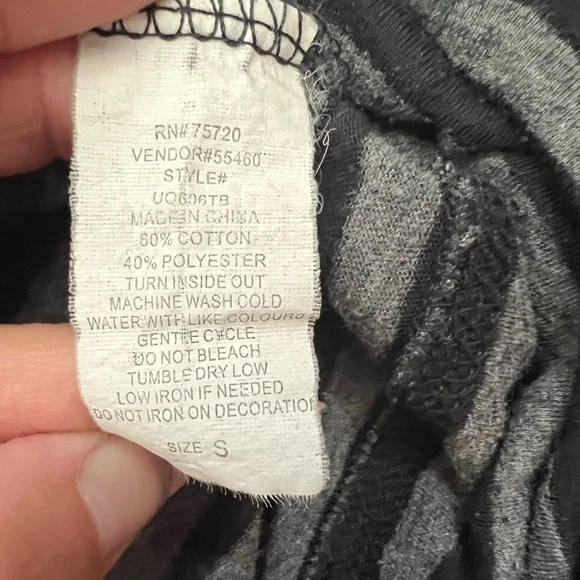 RN# 75720
VENDOR#55460
STYLE#
UQ606TB
MADE IN CHINA
60% COTTON
40% POLYESTER
TURN INSIDE OUT
MACHINE WASH COLD
WATER WITH LIKE COLOURS
GENTLE CYCLE
DO NOT BLEACH
TUMBLE DRY LOW
LOW IRON IF NEEDED
DO NOT IRON ON DECORATION
SIZE S